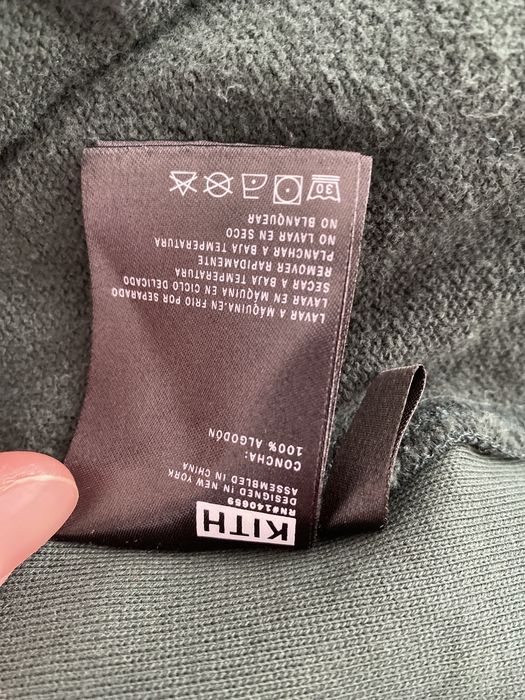 KITH
RN#140659
DESIGNED IN NEW YORK
ASSEMBLED IN CHINA
CONCHA:
100% ALGODÓN
LAVAR A MÁQUINA.EN FRIO POR SEPARADO
LAVAR EN MÁQUINA EN CICLO DELICADO
SECAR A BAJA TEMPERATURA
REMOVER RAPIDAMENTE
PLANCHAR A BAJA TEMPERATURA
NO LAVAR EN SECO
NO BLANQUEAR
30